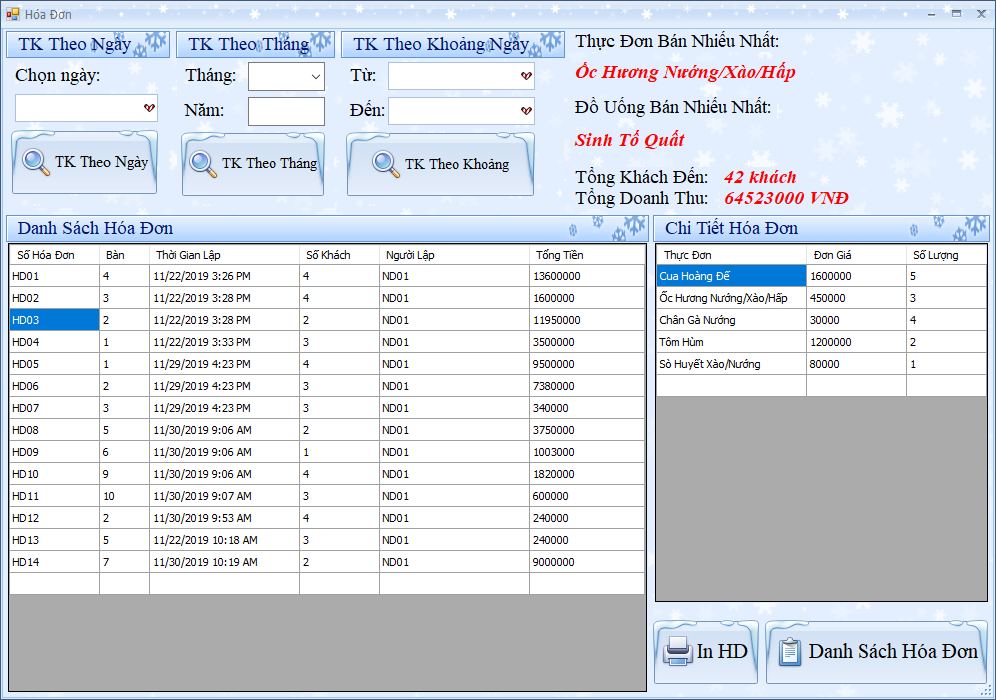 Hóa Đơn
TK Theo Ngày
TK Theo Tháng
TK Theo Khoảng Ngày
Chọn ngày:
Tháng:
Năm:
Từ:
Đến:
TK Theo Ngày
TK Theo Tháng
TK Theo Khoảng
Thực Đơn Bán Nhiếu Nhất:
Ốc Hương Nướng/Xào/Hấp
Đồ Uống Bán Nhiếu Nhất:
Sinh Tố Quất
Tổng Khách Đến: 42 khách
Tổng Doanh Thu: 64523000 VNĐ
Danh Sách Hóa Đơn
Số Hóa Đơn Bàn Thời Gian Lập Số Khách Người Lập Tổng Tiền
HD01 4 11/22/2019 3:26 PM 4 ND01 13600000
HD02 3 11/22/2019 3:28 PM 4 ND01 1600000
HD03 2 11/22/2019 3:28 PM 2 ND01 11950000
HD04 1 11/22/2019 3:33 PM 3 ND01 3500000
HD05 1 11/29/2019 4:23 PM 4 ND01 9500000
HD06 2 11/29/2019 4:23 PM 3 ND01 7380000
HD07 3 11/29/2019 4:23 PM 3 ND01 340000
HD08 5 11/30/2019 9:06 AM 2 ND01 3750000
HD09 6 11/30/2019 9:06 AM 1 ND01 1003000
HD10 9 11/30/2019 9:06 AM 4 ND01 1820000
HD11 10 11/30/2019 9:07 AM 3 ND01 600000
HD12 2 11/30/2019 9:53 AM 4 ND01 240000
HD13 5 11/22/2019 10:18 AM 3 ND01 240000
HD14 7 11/30/2019 10:19 AM 2 ND01 9000000
Chi Tiết Hóa Đơn
Thực Đơn Đơn Giá Số Lượng
Cua Hoàng Đế 1600000 5
Ốc Hương Nướng/Xào/Hấp 450000 3
Chân Gà Nướng 30000 4
Tôm Hùm 1200000 2
Sò Huyết Xào/Nướng 80000 1
In HD
Danh Sách Hóa Đơn